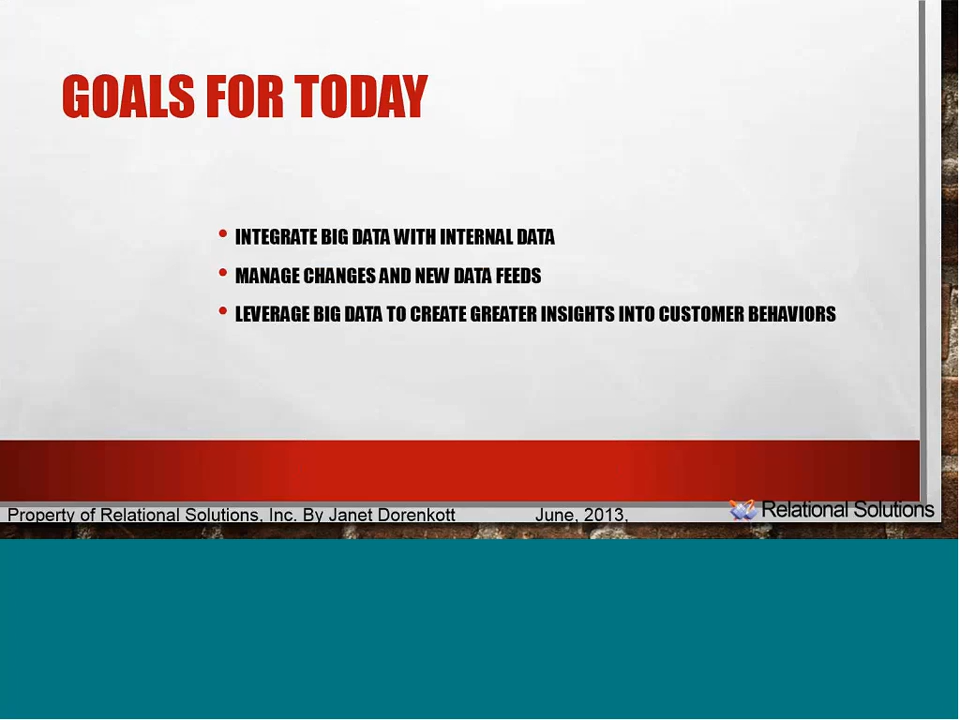 GOALS FOR TODAY
• INTEGRATE BIG DATA WITH INTERNAL DATA
• MANAGE CHANGES AND NEW DATA FEEDS
• LEVERAGE BIG DATA TO CREATE GREATER INSIGHTS INTO CUSTOMER BEHAVIORS
Property of Relational Solutions, Inc. By Janet Dorenkott June, 2013,
Relational Solutions